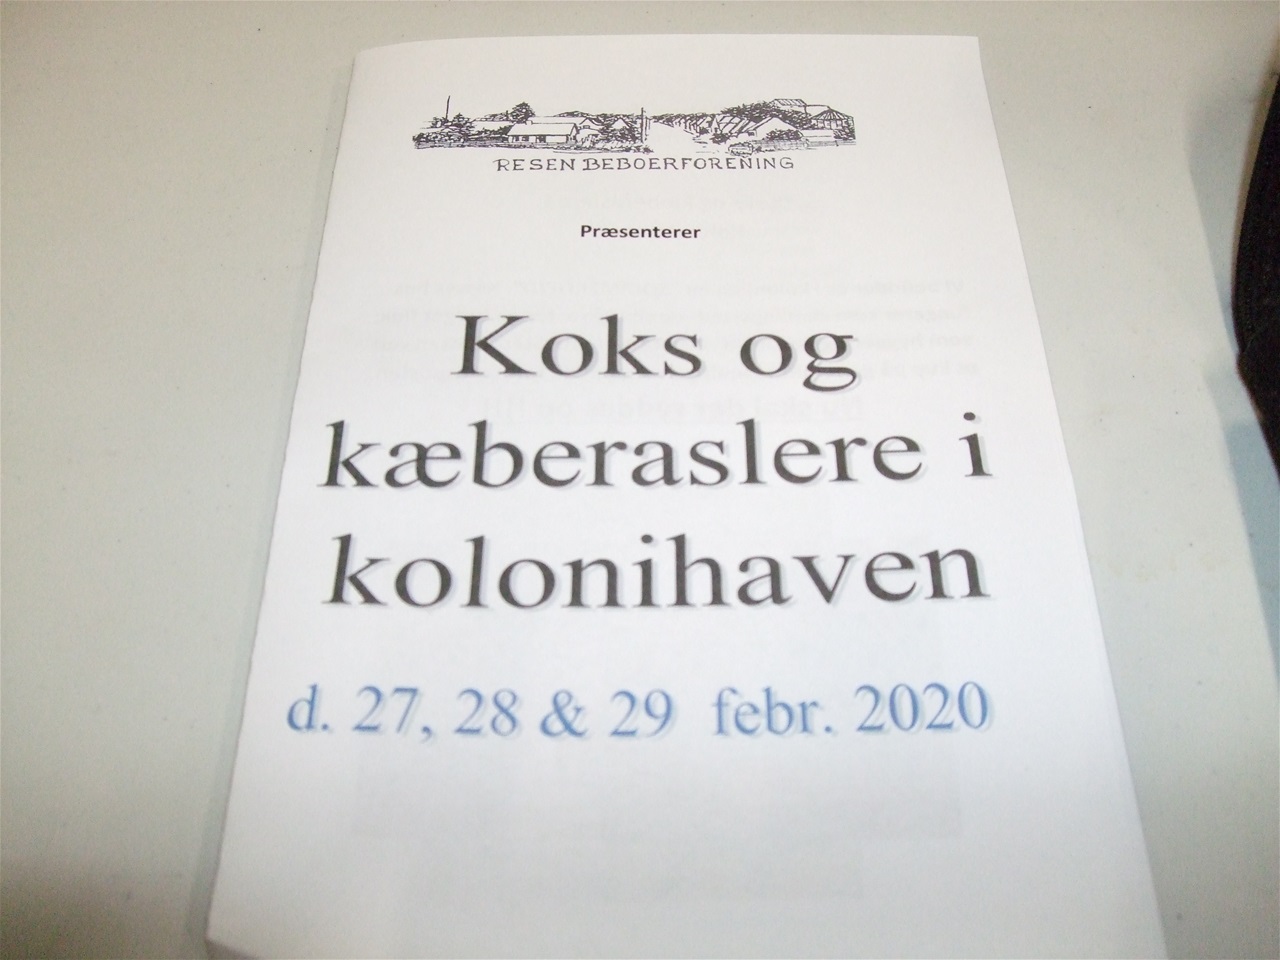 RESEN BEBOERFORENING
Præsenterer
Koks og
kæberaslere i
kolonihaven
d. 27, 28 & 29 febr. 2020